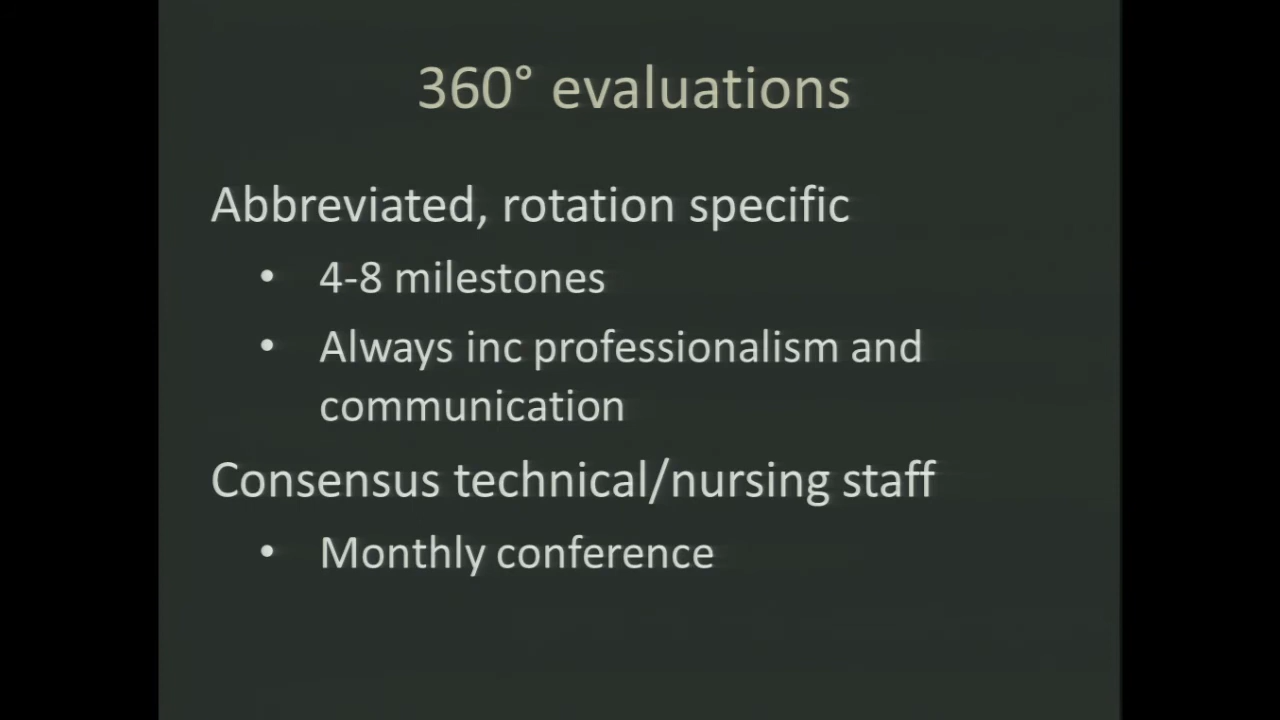 360° evaluations
Abbreviated, rotation specific
• 4-8 milestones
• Always inc professionalism and
communication
Consensus technical/nursing staff
• Monthly conference